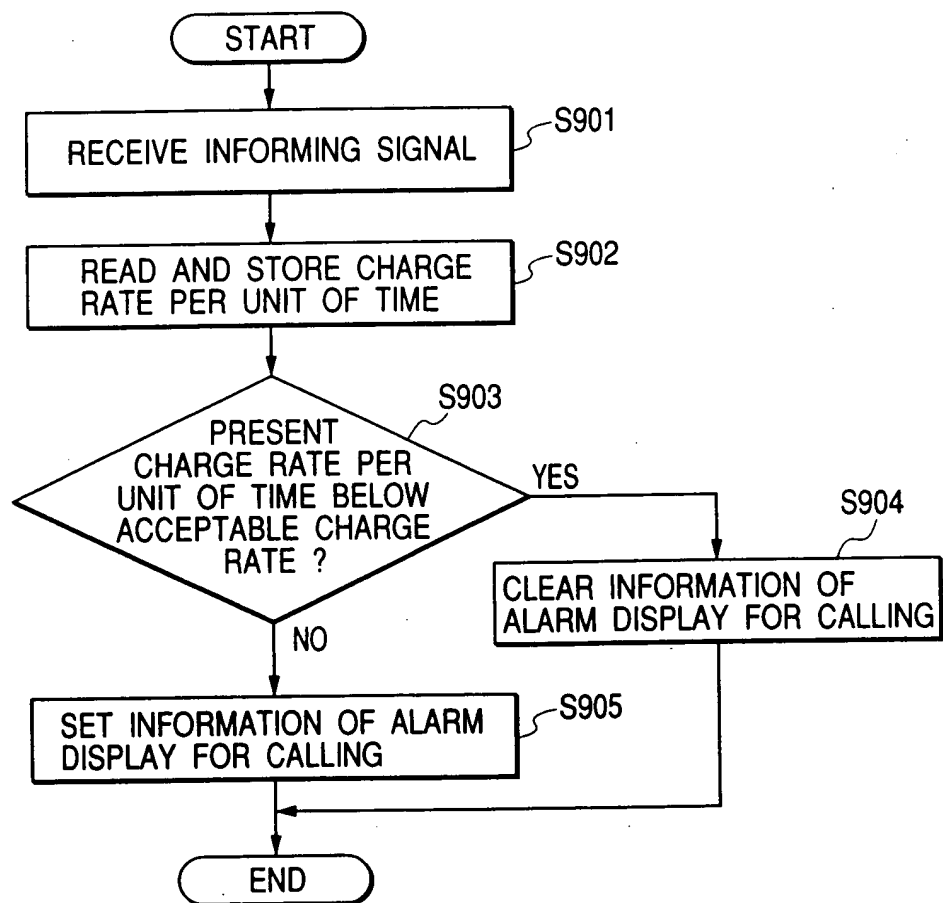 START
RECEIVE INFORMING SIGNAL
S901
READ AND STORE CHARGE
RATE PER UNIT OF TIME
S902
PRESENT
CHARGE RATE PER
UNIT OF TIME BELOW
ACCEPTABLE CHARGE
RATE ?
S903
YES
S904
CLEAR INFORMATION OF
ALARM DISPLAY FOR CALLING
NO
SET INFORMATION OF ALARM
DISPLAY FOR CALLING
S905
END